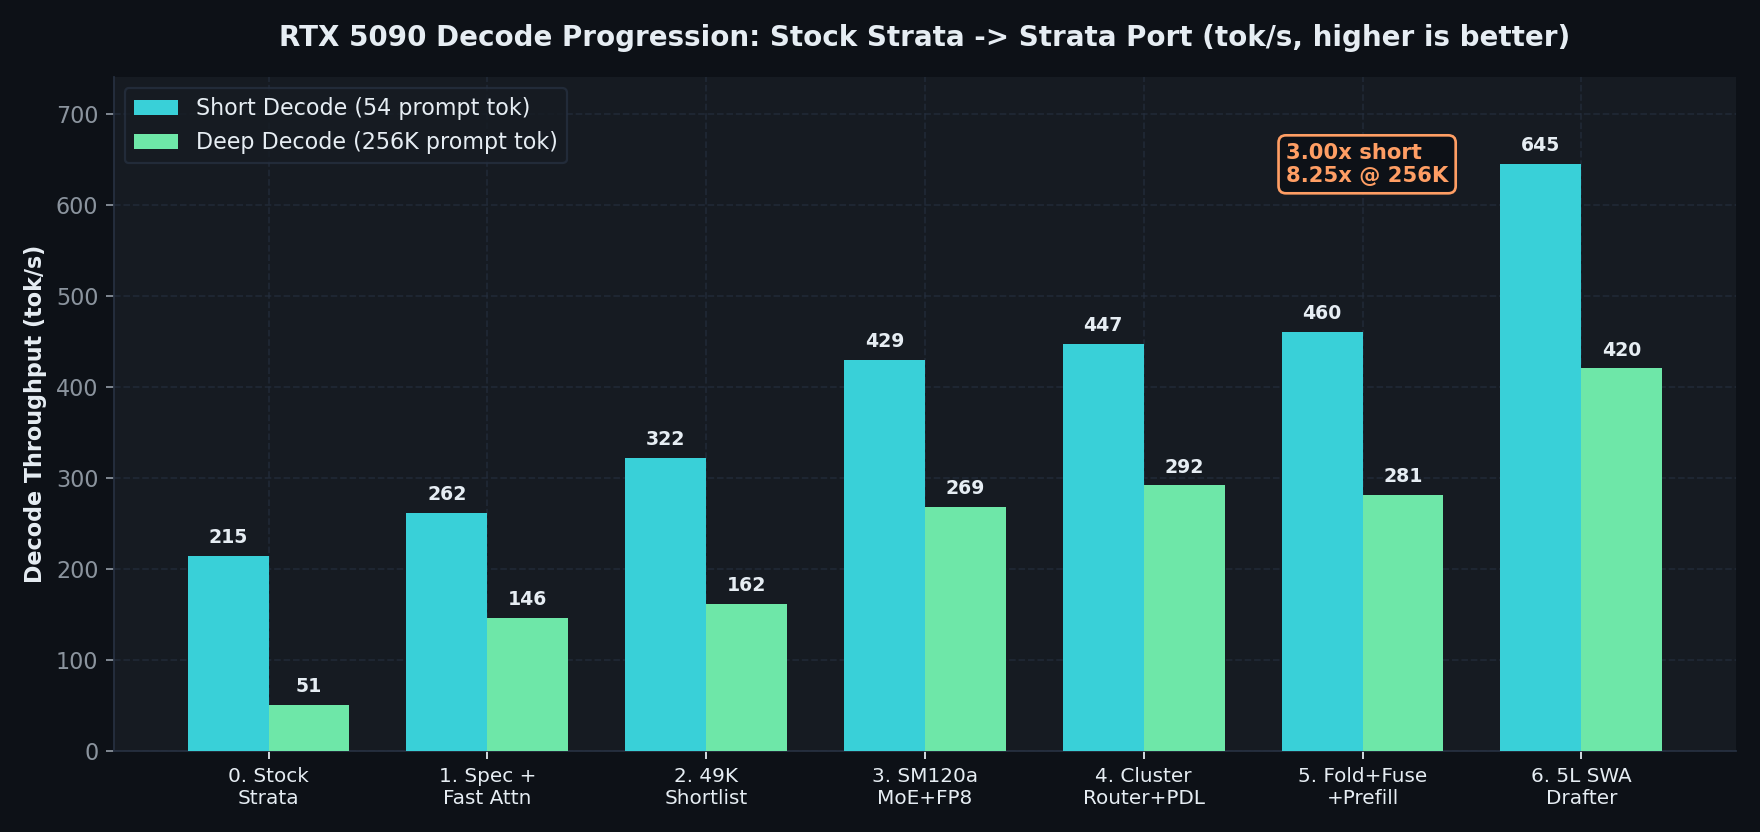 RTX 5090 Decode Progression: Stock Strata -> Strata Port (tok/s, higher is better)
Short Decode (54 prompt tok)
Deep Decode (256K prompt tok)
Decode Throughput (tok/s)
700
600
500
400
300
200
100
0
215
51
262
146
322
162
429
269
447
292
460
281
645
420
3.00x short
8.25x @ 256K
0. Stock
Strata
1. Spec +
Fast Attn
2. 49K
Shortlist
3. SM120a
MoE+FP8
4. Cluster
Router+PDL
5. Fold+Fuse
+Prefill
6. 5L SWA
Drafter